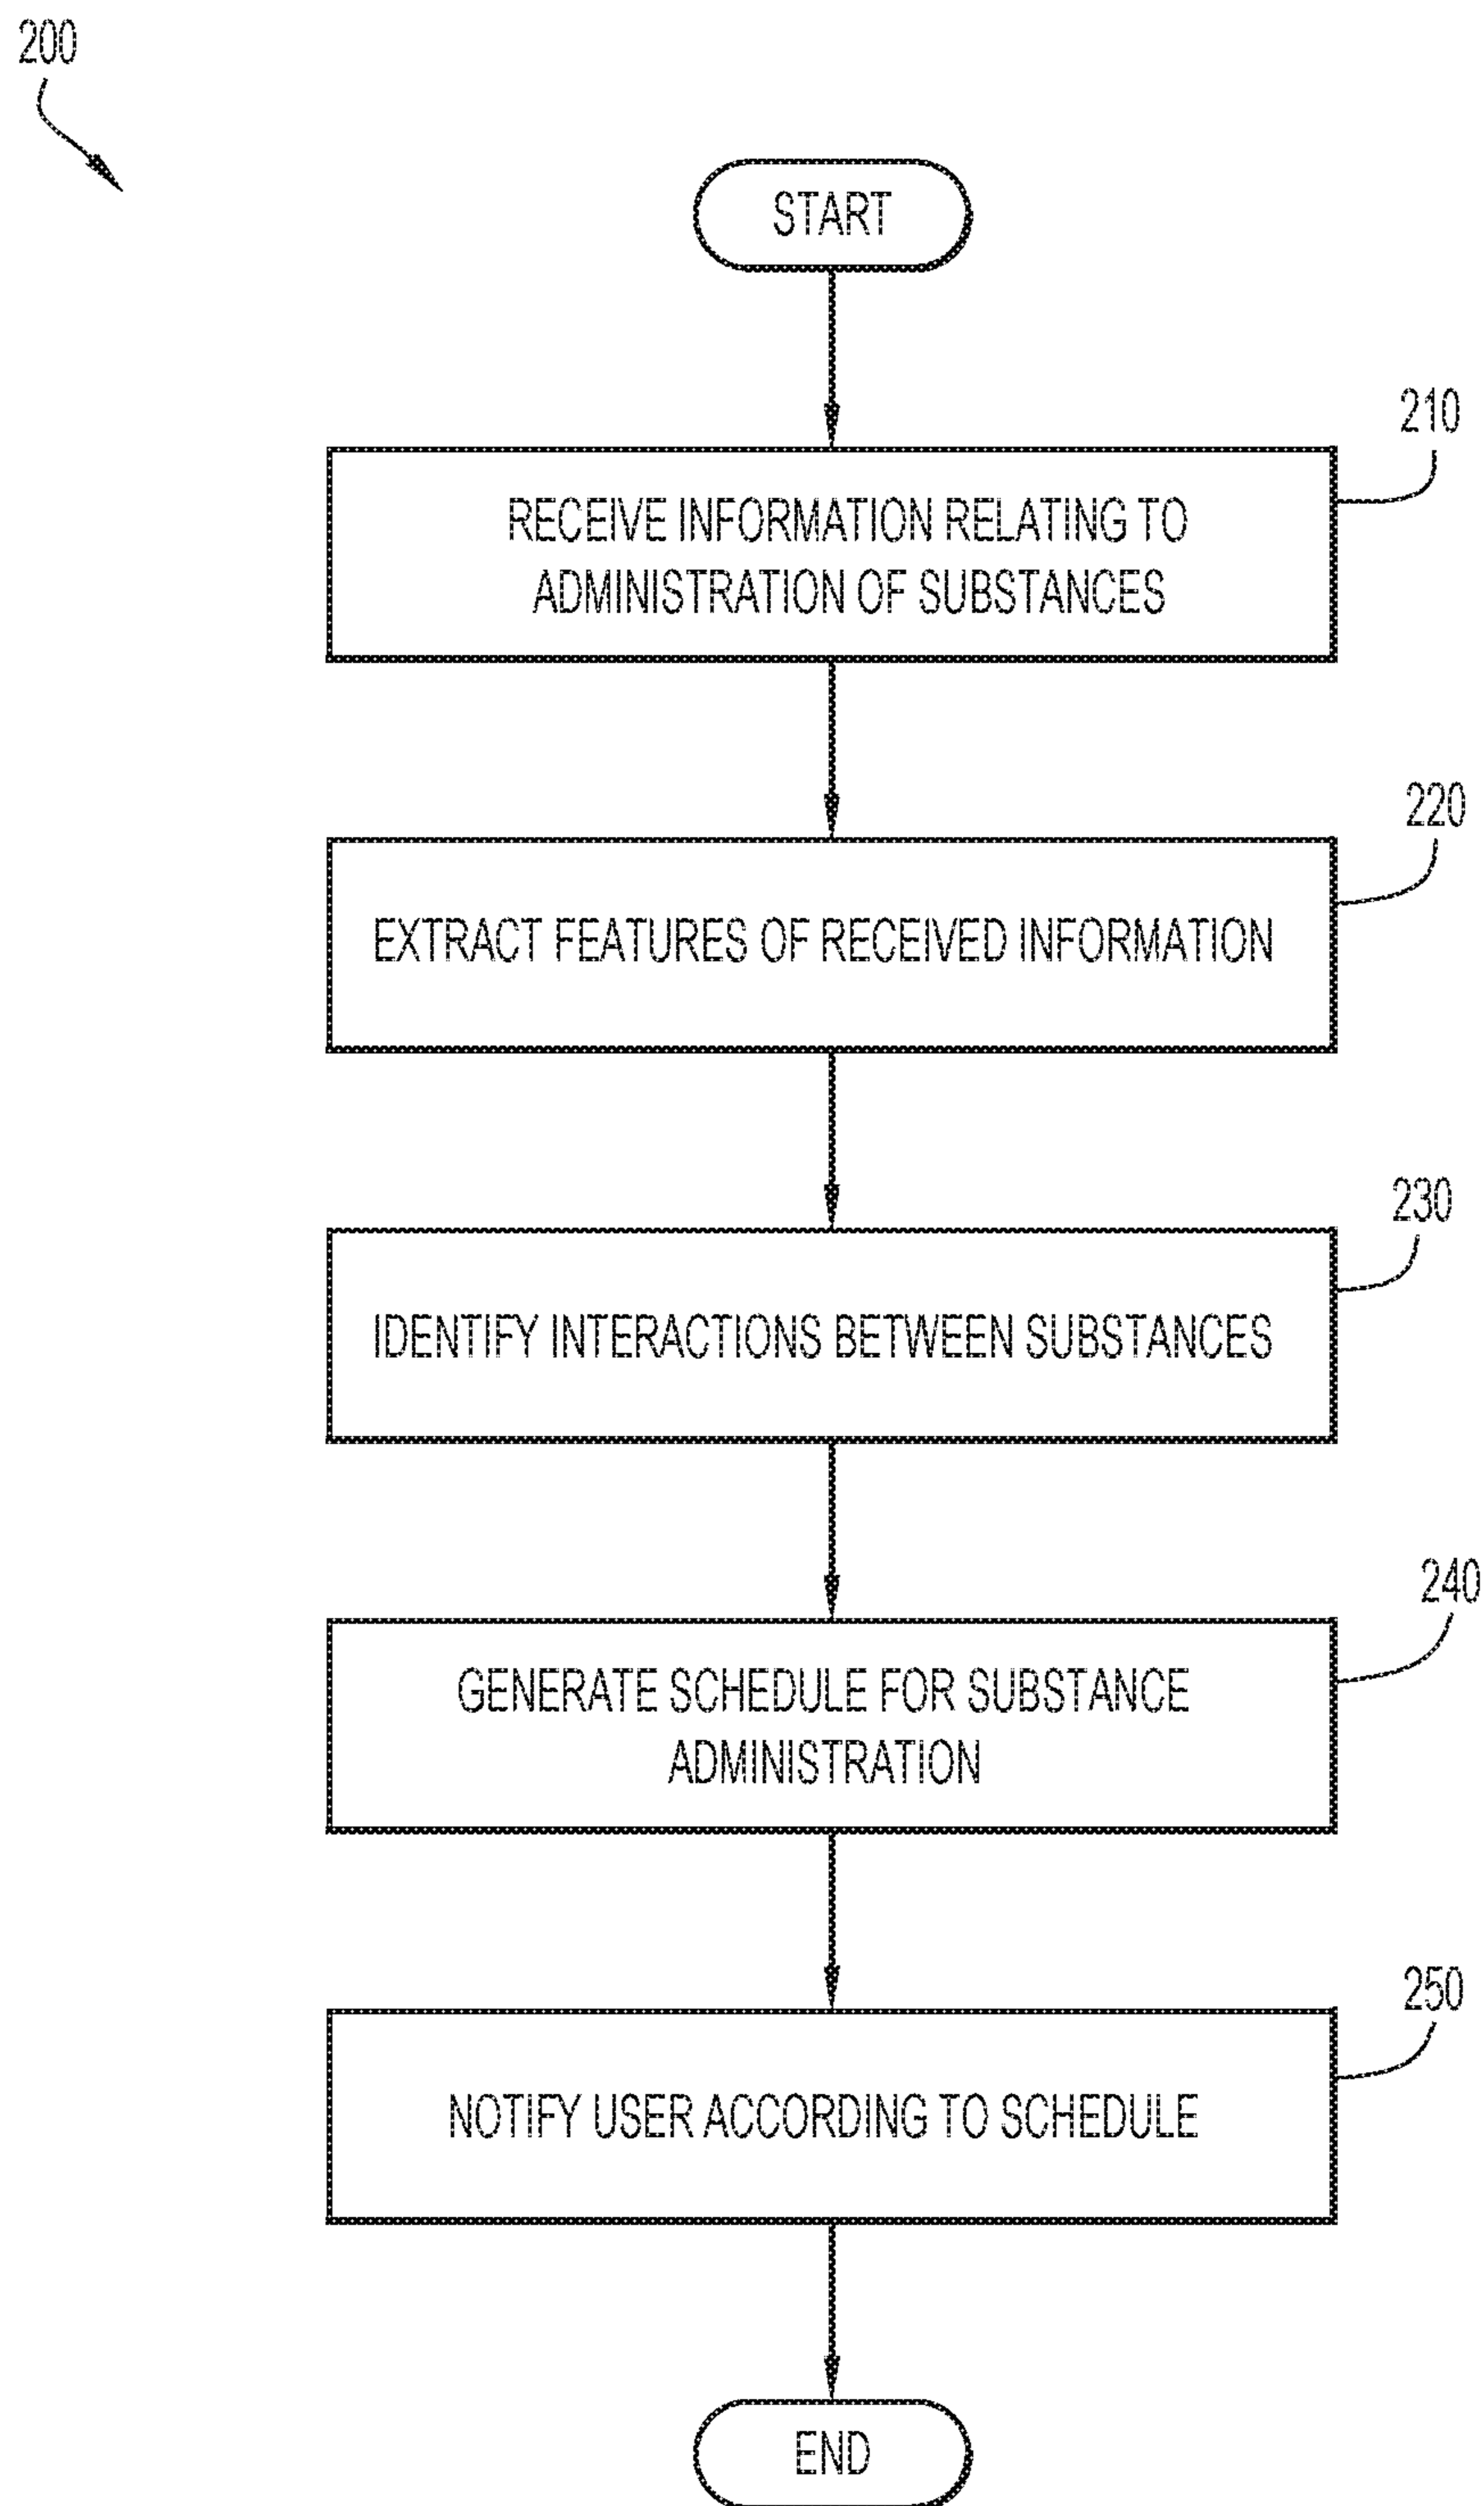 200
START
210
RECEIVE INFORMATION RELATING TO
ADMINISTRATION OF SUBSTANCES
220
EXTRACT FEATURES OF RECEIVED INFORMATION
230
IDENTIFY INTERACTIONS BETWEEN SUBSTANCES
240
GENERATE SCHEDULE FOR SUBSTANCE
ADMINISTRATION
250
NOTIFY USER ACCORDING TO SCHEDULE
END